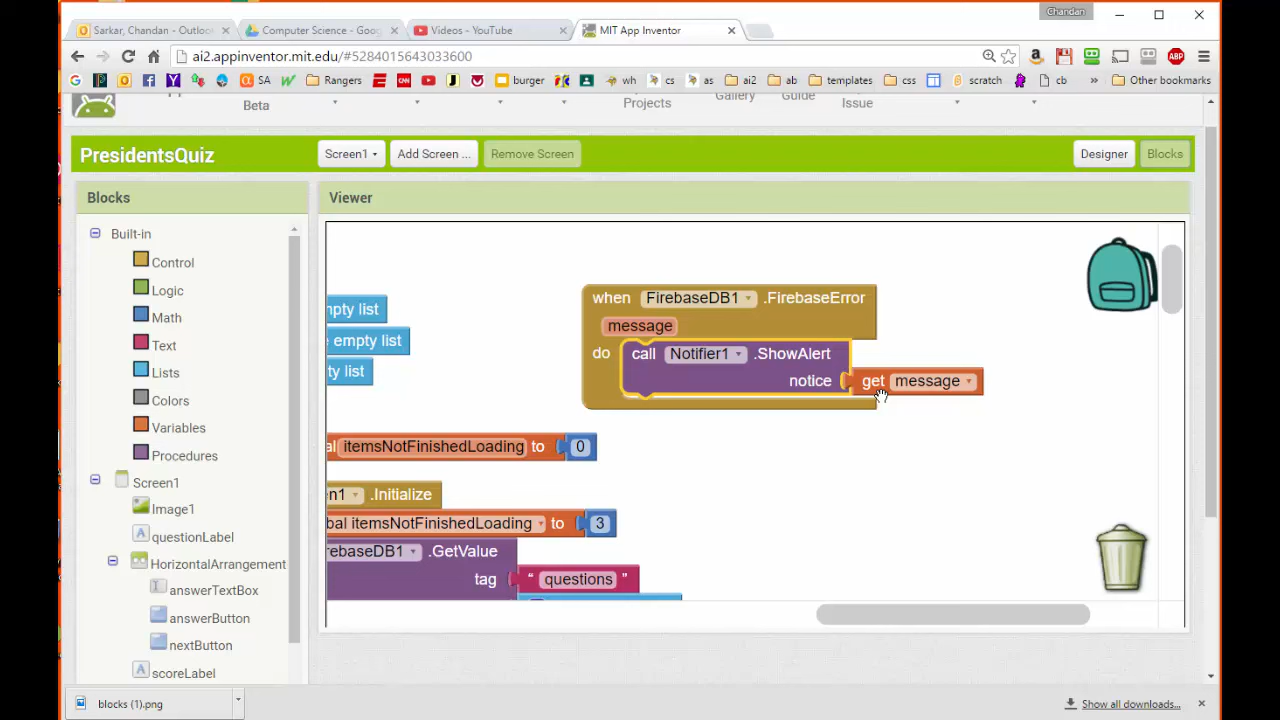 Chandan
Sarkar, Chandan - Outloo
Computer Science - Goog
Videos - YouTube
MIT App Inventor
ai2.appinventor.mit.edu/#5284015643033600
SA
Rangers
burger
wh
cs
as
ai2
ab
templates
css
scratch
cb
»
Other bookmarks
Beta
Projects
Gallery
Guide
Issue
PresidentsQuiz
Screen1
Add Screen ...
Remove Screen
Designer
Blocks
Blocks
Viewer
Built-in
Control
Logic
Math
Text
Lists
Colors
Variables
Procedures
Screen1
Image1
questionLabel
HorizontalArrangement
answerTextBox
answerButton
nextButton
scoreLabel
mpty list
e empty list
ty list
when FirebaseDB1 .FirebaseError
message
do call Notifier1 .ShowAlert
notice get message
al itemsNotFinishedLoading to 0
en1 .Initialize
bal itemsNotFinishedLoading to 3
rebaseDB1 .GetValue
tag " questions "
blocks (1).png
Show all downloads...